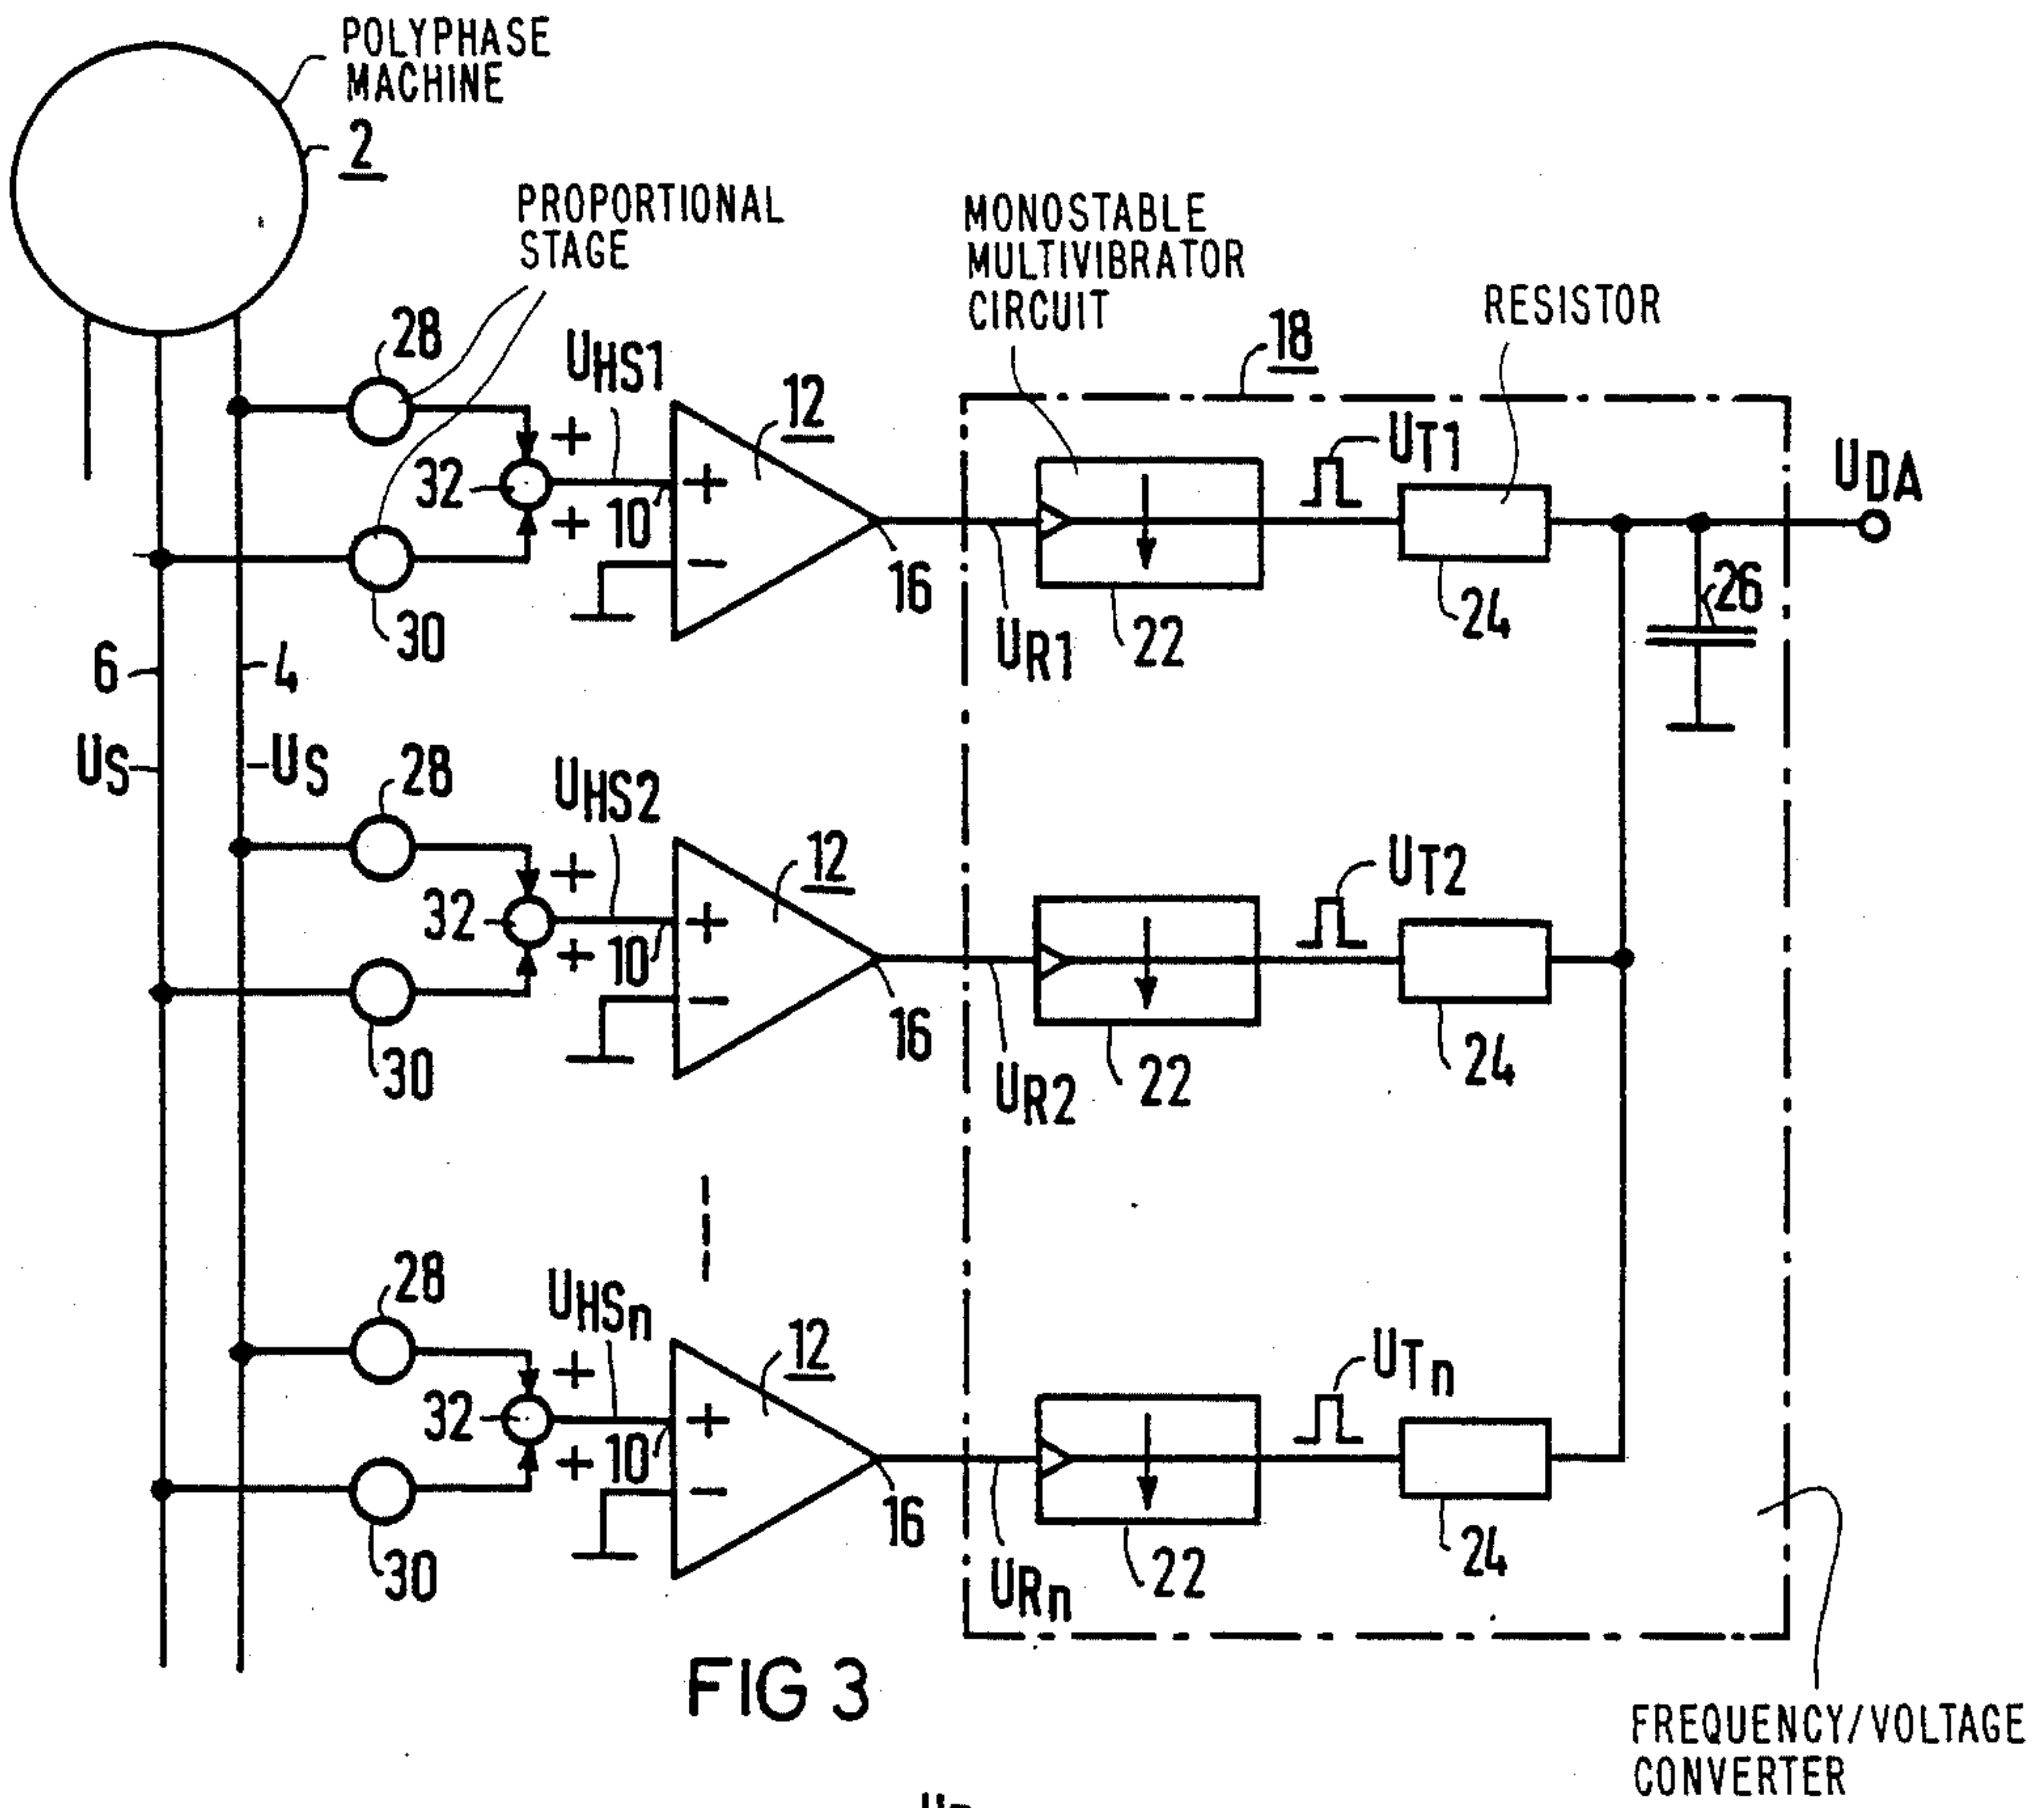 POLYPHASE
MACHINE
2
PROPORTIONAL
STAGE
MONOSTABLE
MULTIVIBRATOR
CIRCUIT
RESISTOR
18
28
UHS1
12
+
32
+
10
+
−
30
16
UR1
22
UT1
24
26
UDA
6
4
US
US
28
UHS2
12
+
32
+
10
+
−
30
16
UR2
22
UT2
24
28
UHSn
12
+
32
+
10
+
−
30
16
URn
22
UTn
24
FIG 3
FREQUENCY/VOLTAGE
CONVERTER